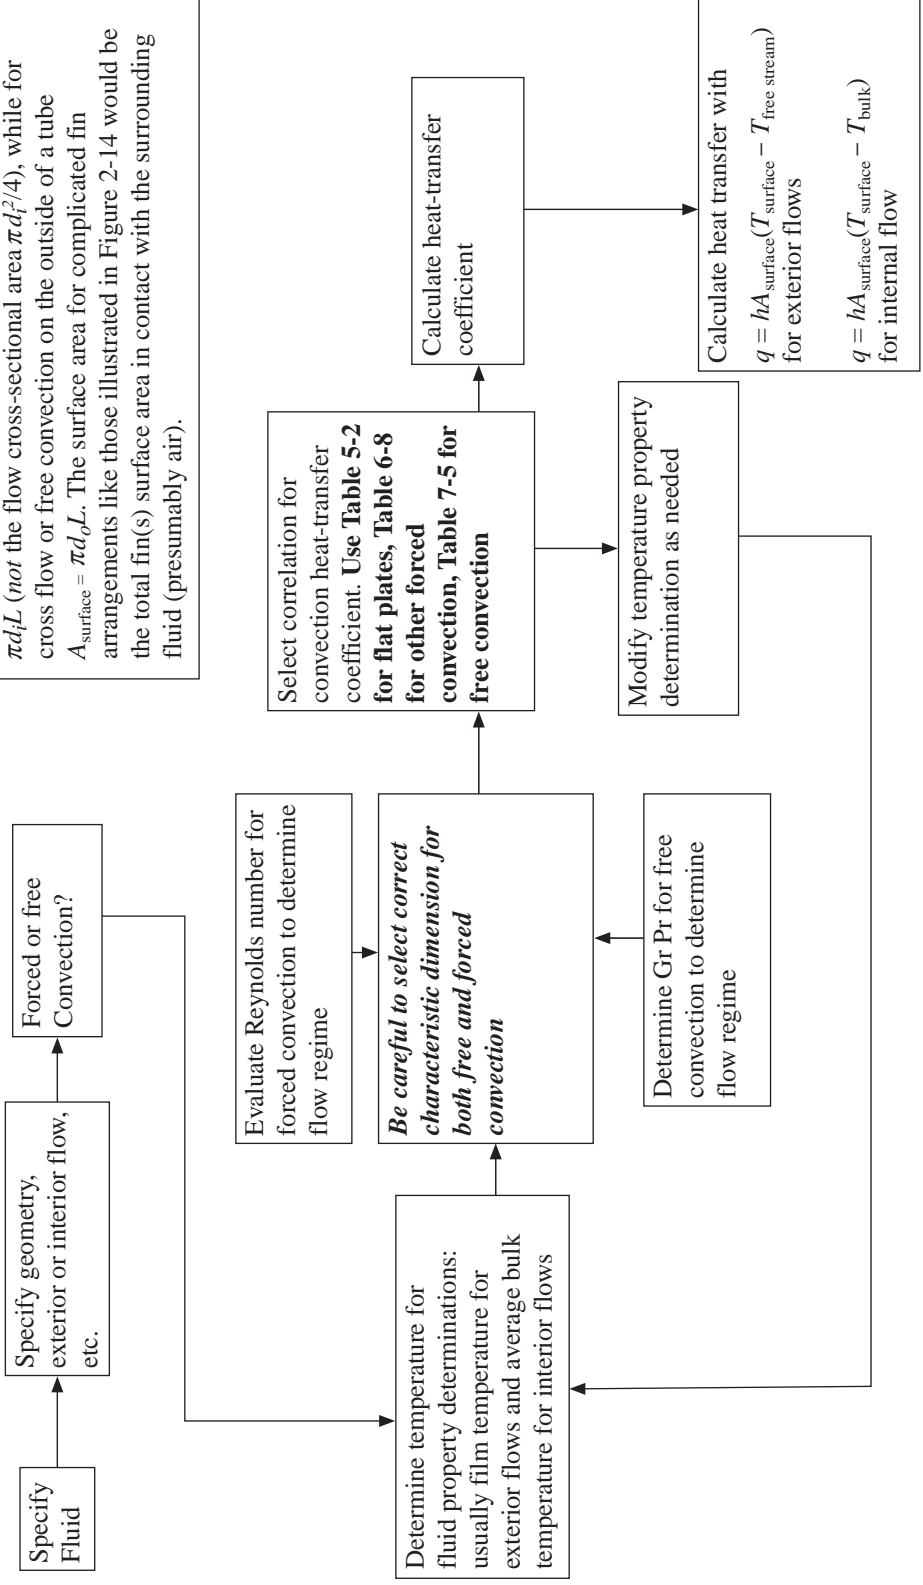 Specify
Fluid
Specify geometry,
exterior or interior flow,
etc.
Forced or free
Convection?
πdᵢL (not the flow cross-sectional area πdᵢ²/4), while for
cross flow or free convection on the outside of a tube
A_surface = πdₒL. The surface area for complicated fin
arrangements like those illustrated in Figure 2-14 would be
the total fin(s) surface area in contact with the surrounding
fluid (presumably air).
Determine temperature for
fluid property determinations:
usually film temperature for
exterior flows and average bulk
temperature for interior flows
Evaluate Reynolds number for
forced convection to determine
flow regime
Be careful to select correct
characteristic dimension for
both free and forced
convection
Determine Gr Pr for free
convection to determine
flow regime
Select correlation for
convection heat-transfer
coefficient. Use Table 5-2
for flat plates, Table 6-8
for other forced
convection, Table 7-5 for
free convection
Modify temperature property
determination as needed
Calculate heat-transfer
coefficient
Calculate heat transfer with
q = hA_surface(T_surface − T_free stream)
for exterior flows
q = hA_surface(T_surface − T_bulk)
for internal flow